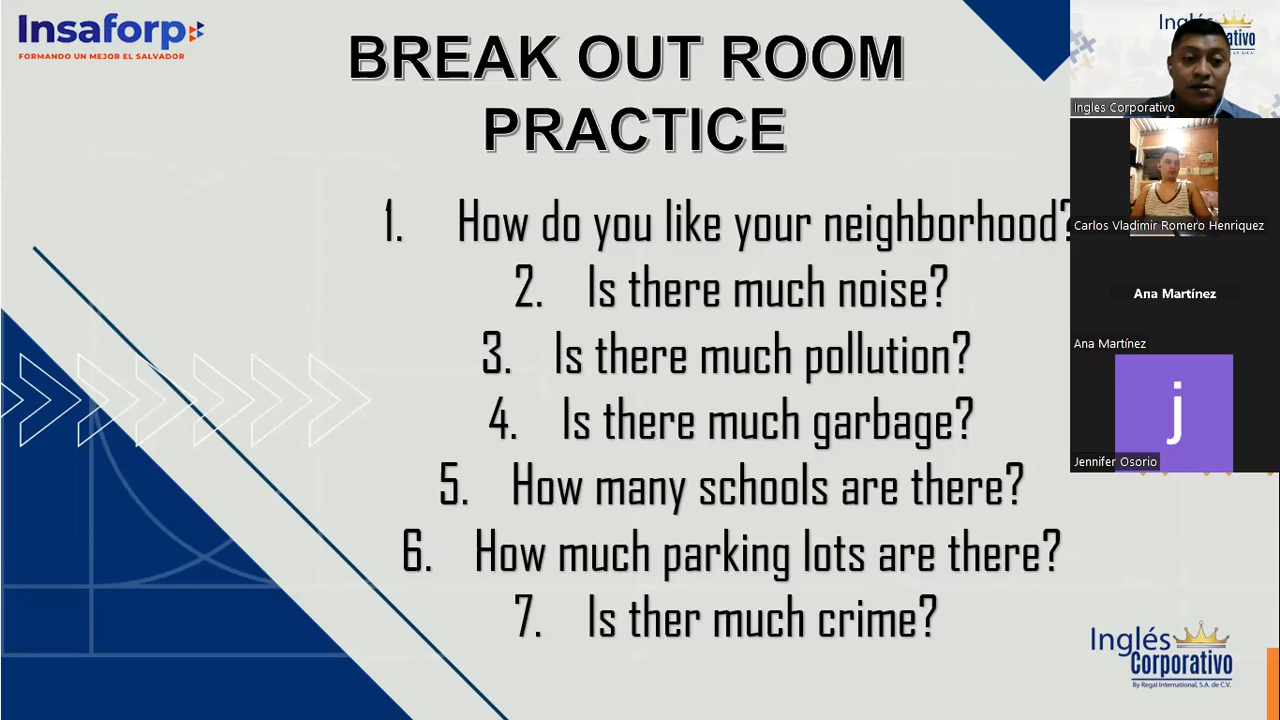 Insaforp
FORMANDO UN MEJOR EL SALVADOR
BREAK OUT ROOM
PRACTICE
1. How do you like your neighborhood?
2. Is there much noise?
3. Is there much pollution?
4. Is there much garbage?
5. How many schools are there?
6. How much parking lots are there?
7. Is ther much crime?
Ingles Corporativo
Carlos Vladimir Romero Henriquez
Ana Martínez
Ana Martínez
j
Jennifer Osorio
Inglés
Corporativo
By Regal International, S.A. de C.V.